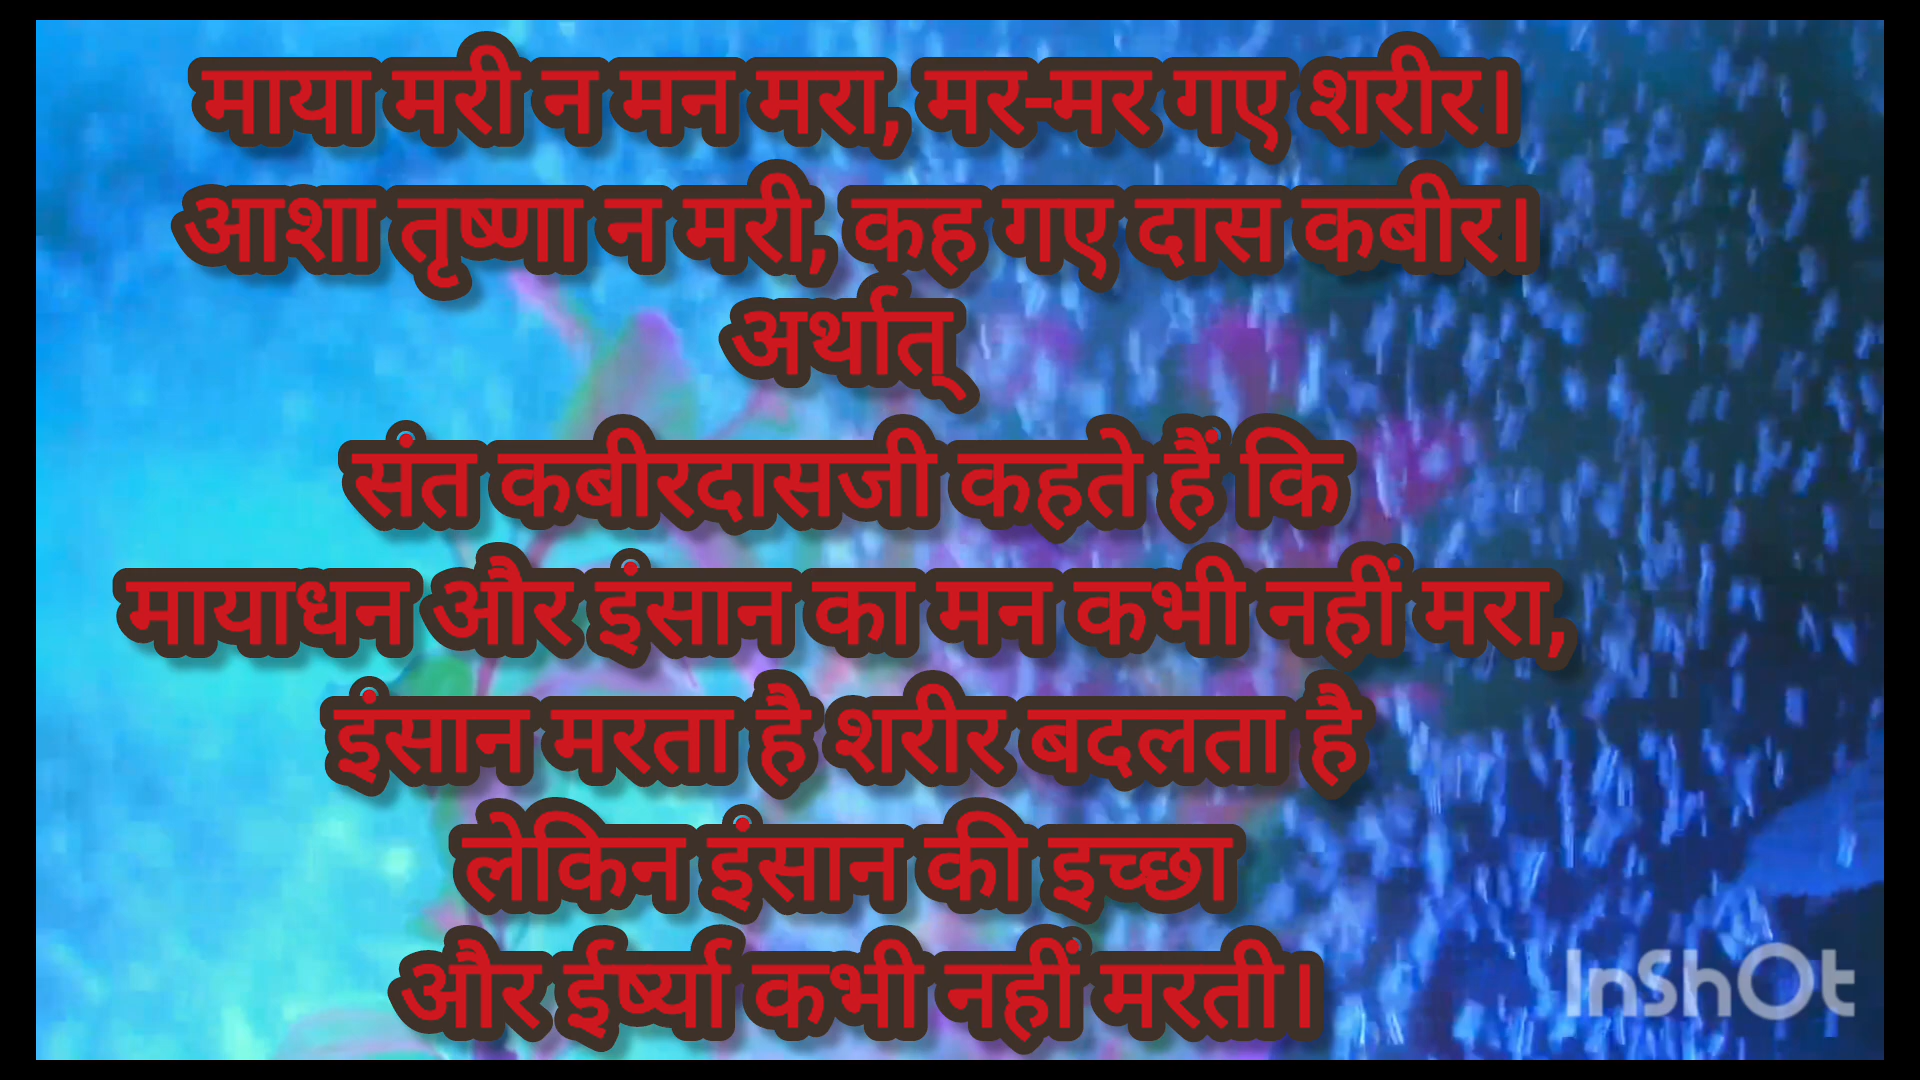 माया मरी न मन मरा, मर-मर गए शरीर।
आशा तृष्णा न मरी, कह गए दास कबीर।
अर्थात्
संत कबीरदासजी कहते हैं कि
मायाधन और इंसान का मन कभी नहीं मरा,
इंसान मरता है शरीर बदलता है
लेकिन इंसान की इच्छा
और ईर्ष्या कभी नहीं मरती।
InShOt